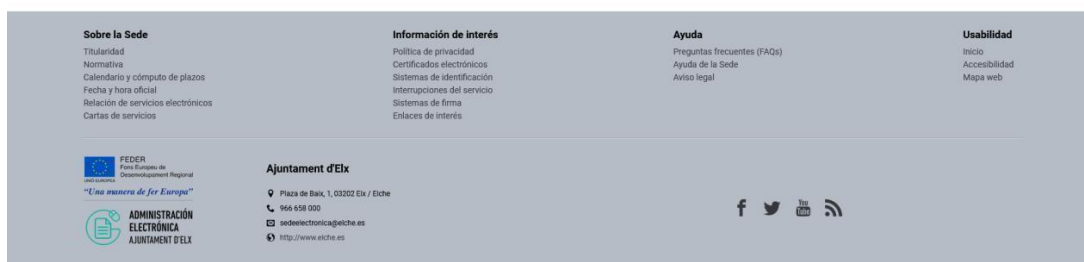 Sobre la Sede
Titularidad
Normativa
Calendario y cómputo de plazos
Fecha y hora oficial
Relación de servicios electrónicos
Cartas de servicios
Información de interés
Política de privacidad
Certificados electrónicos
Sistemas de identificación
Interrupciones del servicio
Sistemas de firma
Enlaces de interés
Ayuda
Preguntas frecuentes (FAQs)
Ayuda de la Sede
Aviso legal
Usabilidad
Inicio
Accesibilidad
Mapa web
FEDER
Fons Europeu de
Desenvolupament Regional
UNIÓ EUROPEA
"Una manera de fer Europa"
ADMINISTRACIÓN
ELECTRÓNICA
AJUNTAMENT D'ELX
Ajuntament d'Elx
Plaza de Baix, 1, 03202 Elx / Elche
966 658 000
sedeelectronica@elche.es
http://www.elche.es
You
Tube